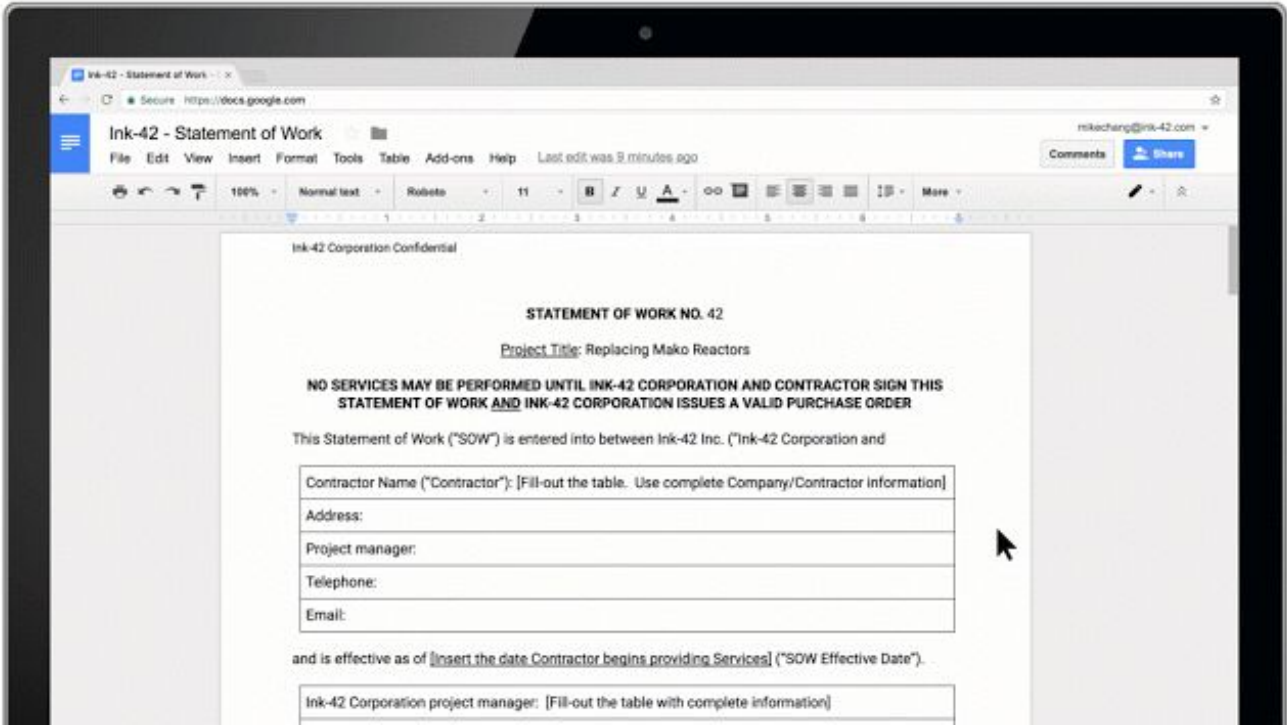 Ink-42 - Statement of Work -
Secure https://docs.google.com
Ink-42 - Statement of Work
mikechang@ink-42.com
File Edit View Insert Format Tools Table Add-ons Help Last edit was 9 minutes ago
Comments Share
100% Normal text Roboto 11 B I U A More
1 2 3 4 5 6
Ink-42 Corporation Confidential
STATEMENT OF WORK NO. 42
Project Title: Replacing Mako Reactors
NO SERVICES MAY BE PERFORMED UNTIL INK-42 CORPORATION AND CONTRACTOR SIGN THIS
STATEMENT OF WORK AND INK-42 CORPORATION ISSUES A VALID PURCHASE ORDER
This Statement of Work ("SOW") is entered into between Ink-42 Inc. ("Ink-42 Corporation and
Contractor Name ("Contractor"): [Fill-out the table. Use complete Company/Contractor information]
Address:
Project manager:
Telephone:
Email:
and is effective as of [Insert the date Contractor begins providing Services] ("SOW Effective Date").
Ink-42 Corporation project manager: [Fill-out the table with complete information]